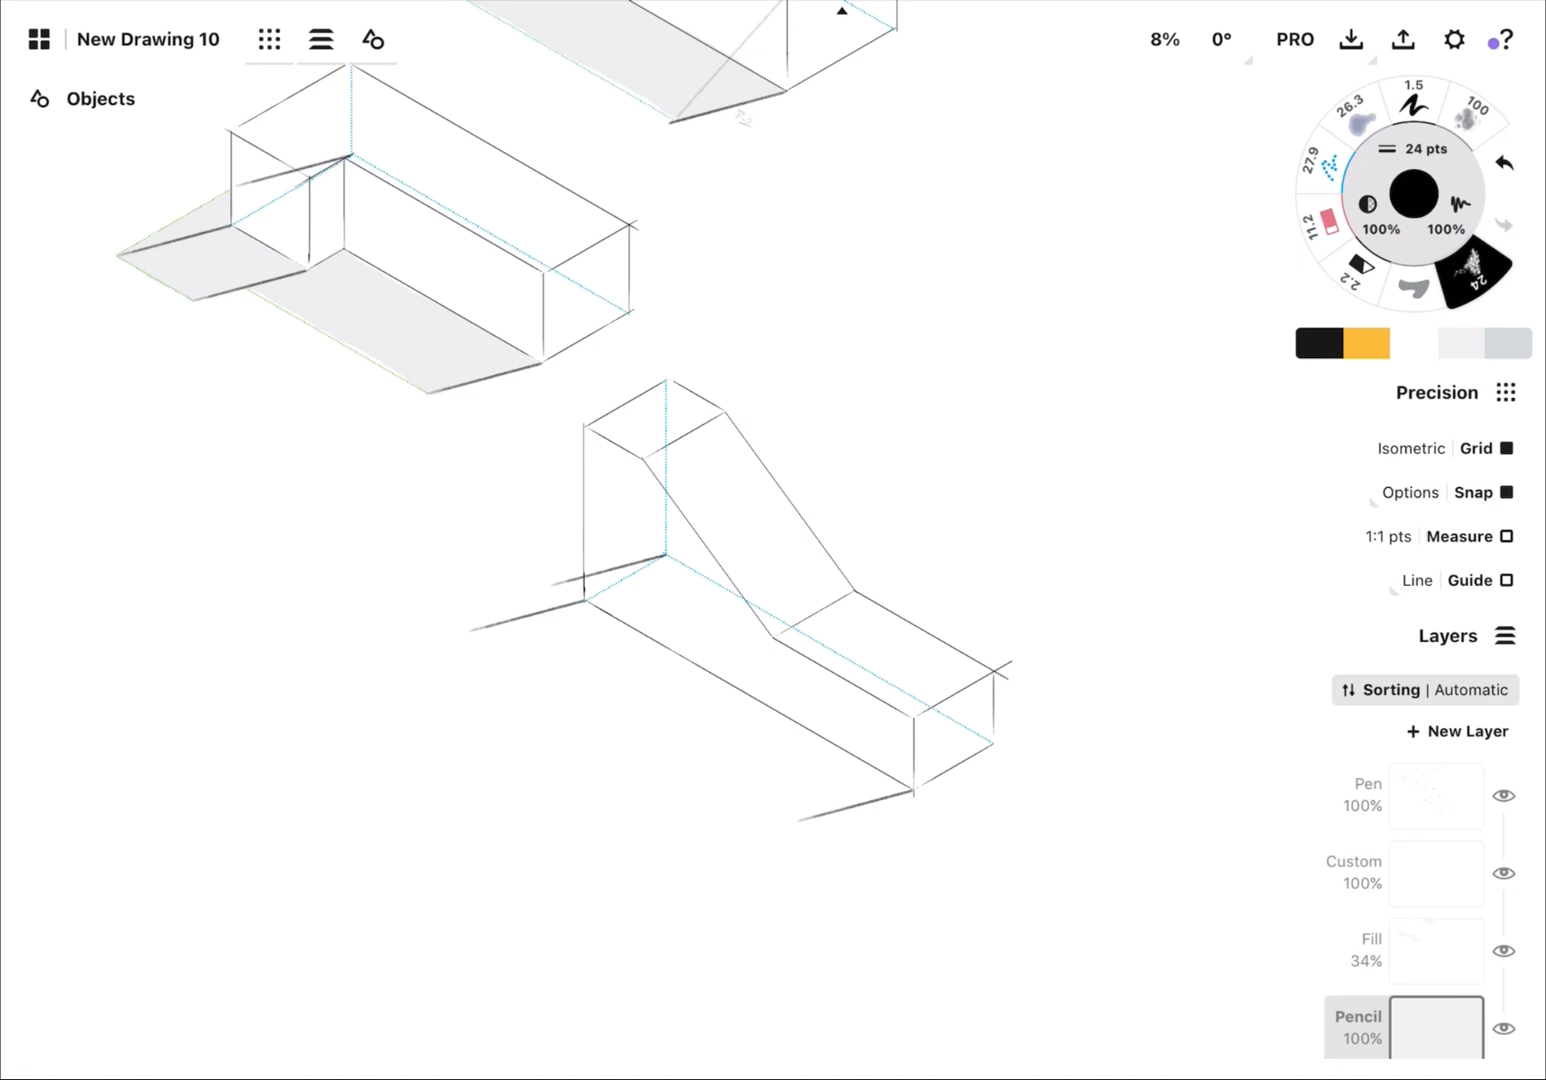 New Drawing 10
8%
0°
PRO
?
Objects
1.5
26.3
100
27.9
24 pts
11.2
100%
100%
2.2
24
Precision
Isometric | Grid
Options | Snap
1:1 pts | Measure
Line | Guide
Layers
Sorting | Automatic
+ New Layer
Pen
100%
Custom
100%
Fill
34%
Pencil
100%